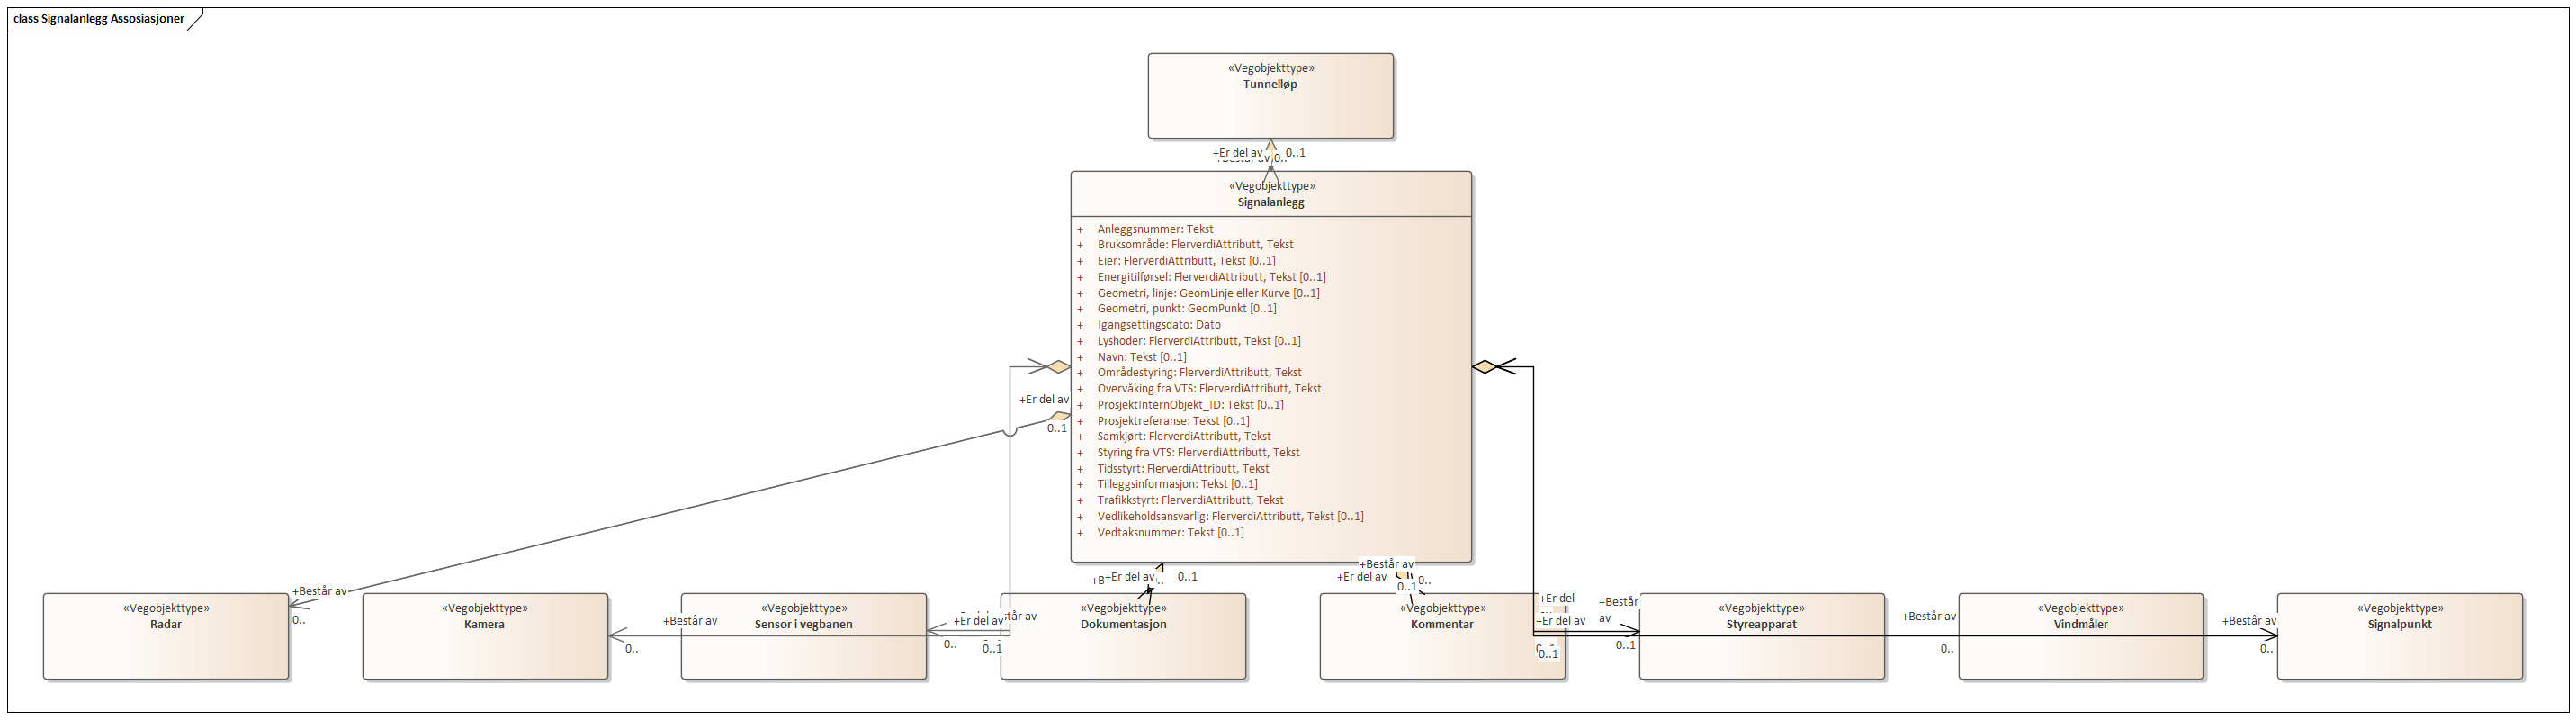 class Signalanlegg Assosiasjoner
«Vegobjekttype»
Tunnelløp
+Er del av 0..1
+Består av 0..
«Vegobjekttype»
Signalanlegg
+ Anleggsnummer: Tekst
+ Bruksområde: FlerverdiAttributt, Tekst
+ Eier: FlerverdiAttributt, Tekst [0..1]
+ Energitilførsel: FlerverdiAttributt, Tekst [0..1]
+ Geometri, linje: GeomLinje eller Kurve [0..1]
+ Geometri, punkt: GeomPunkt [0..1]
+ Igangsettingsdato: Dato
+ Lyshoder: FlerverdiAttributt, Tekst [0..1]
+ Navn: Tekst [0..1]
+ Områdestyring: FlerverdiAttributt, Tekst
+ Overvåking fra VTS: FlerverdiAttributt, Tekst
+ ProsjektInternObjekt_ID: Tekst [0..1]
+ Prosjektreferanse: Tekst [0..1]
+ Samkjørt: FlerverdiAttributt, Tekst
+ Styring fra VTS: FlerverdiAttributt, Tekst
+ Tidsstyrt: FlerverdiAttributt, Tekst
+ Tilleggsinformasjon: Tekst [0..1]
+ Trafikkstyrt: FlerverdiAttributt, Tekst
+ Vedlikeholdsansvarlig: FlerverdiAttributt, Tekst [0..1]
+ Vedtaksnummer: Tekst [0..1]
+Er del av
0..1
+Består av
0..
«Vegobjekttype»
Radar
«Vegobjekttype»
Kamera
+Består av
0..
«Vegobjekttype»
Sensor i vegbanen
+Er del av
0..
0..1
+Er del av
0..1
«Vegobjekttype»
Dokumentasjon
+Består av
+Er del av
0..1
0..
«Vegobjekttype»
Kommentar
+Er del
+Er del av
0..1
+Består
av
0..1
«Vegobjekttype»
Styreapparat
+Består av
0..
«Vegobjekttype»
Vindmåler
+Består av
0..
«Vegobjekttype»
Signalpunkt